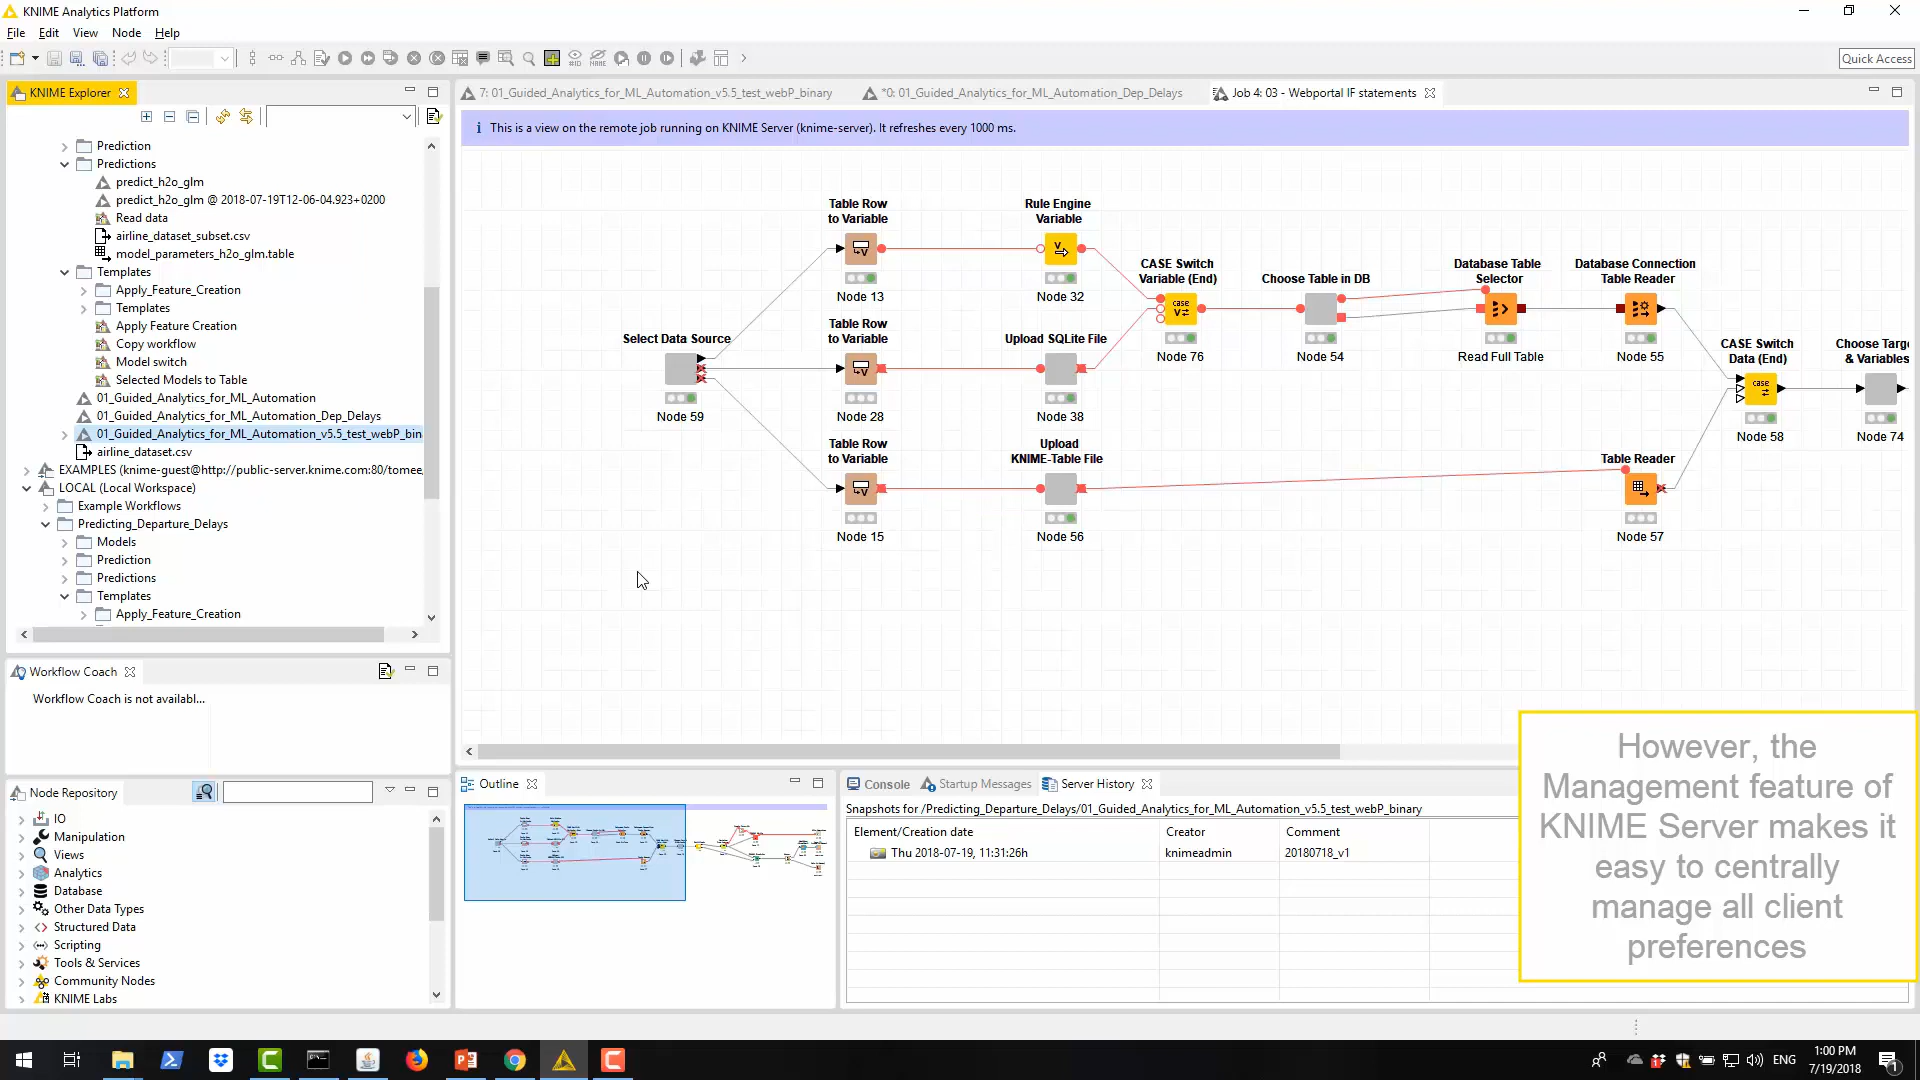 KNIME Analytics Platform
File Edit View Node Help
Quick Access
KNIME Explorer
7: 01_Guided_Analytics_for_ML_Automation_v5.5_test_webP_binary
*0: 01_Guided_Analytics_for_ML_Automation_Dep_Delays
Job 4: 03 - Webportal IF statements
This is a view on the remote job running on KNIME Server (knime-server). It refreshes every 1000 ms.
Prediction
Predictions
predict_h2o_glm
predict_h2o_glm @ 2018-07-19T12-06-04.923+0200
Read data
airline_dataset_subset.csv
model_parameters_h2o_glm.table
Templates
Apply_Feature_Creation
Templates
Apply Feature Creation
Copy workflow
Model switch
Selected Models to Table
01_Guided_Analytics_for_ML_Automation
01_Guided_Analytics_for_ML_Automation_Dep_Delays
01_Guided_Analytics_for_ML_Automation_v5.5_test_webP_bin
airline_dataset.csv
EXAMPLES (knime-guest@http://public-server.knime.com:80/tomee,
LOCAL (Local Workspace)
Example Workflows
Predicting_Departure_Delays
Models
Prediction
Predictions
Templates
Apply_Feature_Creation
Select Data Source
Node 59
Table Row
to Variable
Node 13
Table Row
to Variable
Node 28
Table Row
to Variable
Node 15
Rule Engine
Variable
V
Node 32
Upload SQLite File
Node 38
Upload
KNIME-Table File
Node 56
CASE Switch
Variable (End)
case
V
Node 76
Choose Table in DB
Node 54
Database Table
Selector
Read Full Table
Database Connection
Table Reader
Node 55
Table Reader
Node 57
CASE Switch
Data (End)
case
Node 58
Choose Targ
& Variables
Node 74
Workflow Coach
Workflow Coach is not availabl...
Node Repository
IO
Manipulation
Views
Analytics
Database
Other Data Types
Structured Data
Scripting
Tools & Services
Community Nodes
KNIME Labs
Outline
Console
Startup Messages
Server History
Snapshots for /Predicting_Departure_Delays/01_Guided_Analytics_for_ML_Automation_v5.5_test_webP_binary
Element/Creation date Creator Comment
Thu 2018-07-19, 11:31:26h knimeadmin 20180718_v1
However, the
Management feature of
KNIME Server makes it
easy to centrally
manage all client
preferences
ENG
1:00 PM
7/19/2018
1